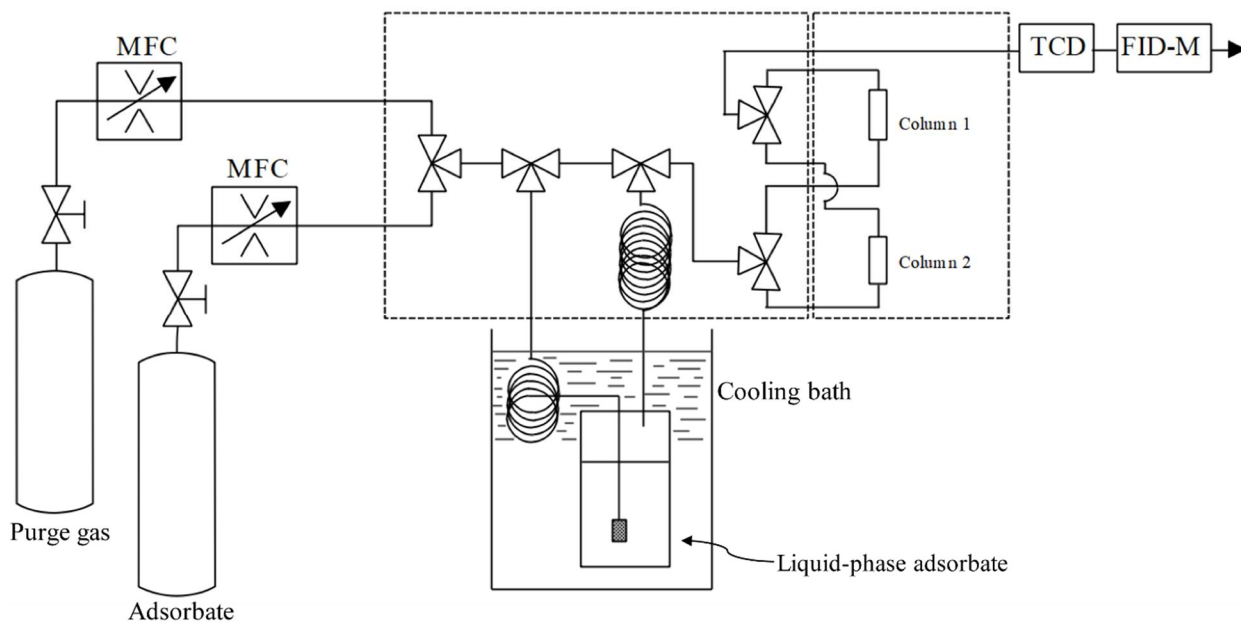 MFC
TCD
FID-M
Column 1
MFC
Column 2
Cooling bath
Purge gas
Liquid-phase adsorbate
Adsorbate